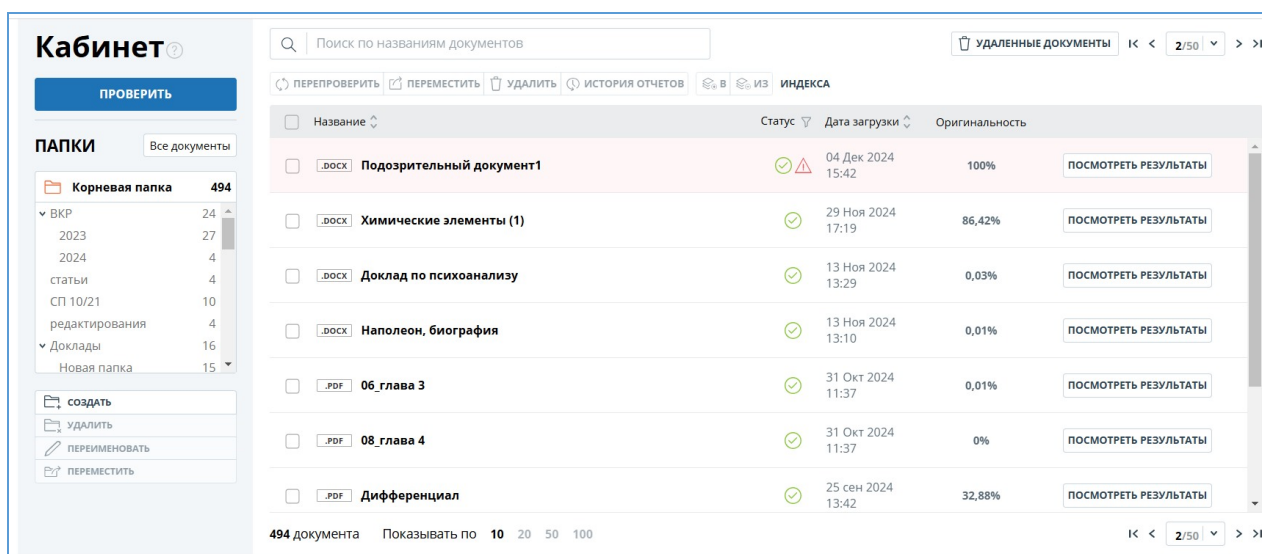 Кабинет ?
ПРОВЕРИТЬ
ПАПКИ Все документы
Корневая папка 494
ВКР 24
2023 27
2024 4
статьи 4
СП 10/21 10
редактирования 4
Доклады 16
Новая папка 15
СОЗДАТЬ
УДАЛИТЬ
ПЕРЕИМЕНОВАТЬ
ПЕРЕМЕСТИТЬ
Поиск по названиям документов
УДАЛЕННЫЕ ДОКУМЕНТЫ 2/50
ПЕРЕПРОВЕРИТЬ ПЕРЕМЕСТИТЬ УДАЛИТЬ ИСТОРИЯ ОТЧЕТОВ В ИЗ ИНДЕКСА
Название Статус Дата загрузки Оригинальность
.DOCX Подозрительный документ1 04 Дек 2024 15:42 100% ПОСМОТРЕТЬ РЕЗУЛЬТАТЫ
.DOCX Химические элементы (1) 29 Ноя 2024 17:19 86,42% ПОСМОТРЕТЬ РЕЗУЛЬТАТЫ
.DOCX Доклад по психоанализу 13 Ноя 2024 13:29 0,03% ПОСМОТРЕТЬ РЕЗУЛЬТАТЫ
.DOCX Наполеон, биография 13 Ноя 2024 13:10 0,01% ПОСМОТРЕТЬ РЕЗУЛЬТАТЫ
.PDF 06_глава 3 31 Окт 2024 11:37 0,01% ПОСМОТРЕТЬ РЕЗУЛЬТАТЫ
.PDF 08_глава 4 31 Окт 2024 11:37 0% ПОСМОТРЕТЬ РЕЗУЛЬТАТЫ
.PDF Дифференциал 25 сен 2024 13:42 32,88% ПОСМОТРЕТЬ РЕЗУЛЬТАТЫ
494 документа Показывать по 10 20 50 100 2/50